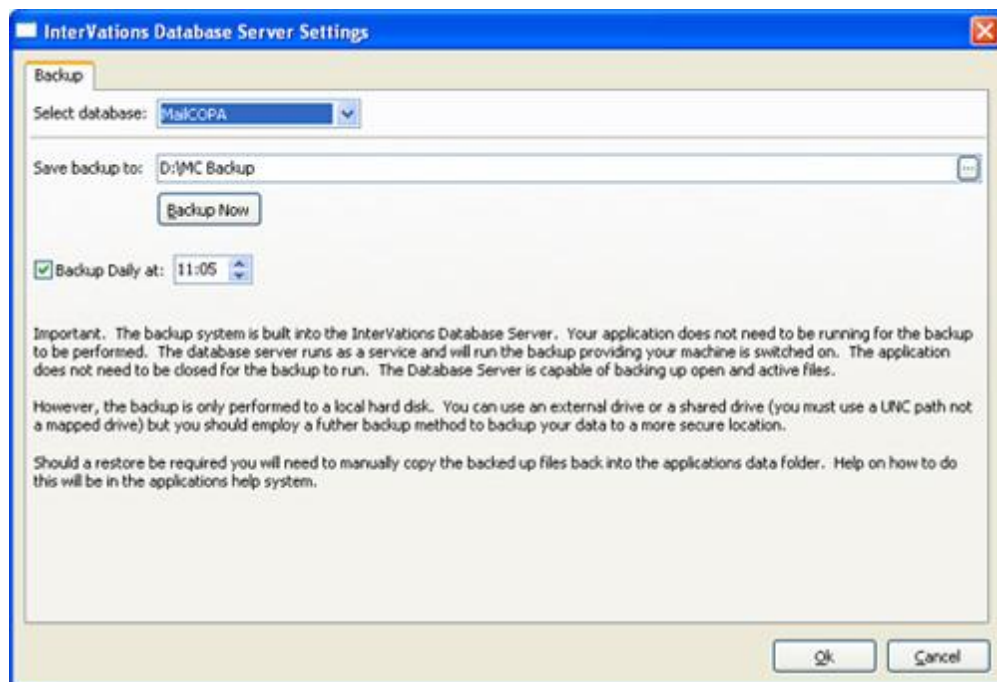 InterVations Database Server Settings
Backup
Select database: MailCOPA
Save backup to: D:\MC Backup ...
Backup Now
Backup Daily at: 11:05
Important. The backup system is built into the InterVations Database Server. Your application does not need to be running for the backup
to be performed. The database server runs as a service and will run the backup providing your machine is switched on. The application
does not need to be closed for the backup to run. The Database Server is capable of backing up open and active files.
However, the backup is only performed to a local hard disk. You can use an external drive or a shared drive (you must use a UNC path not
a mapped drive) but you should employ a futher backup method to backup your data to a more secure location.
Should a restore be required you will need to manually copy the backed up files back into the applications data folder. Help on how to do
this will be in the applications help system.
Ok Cancel